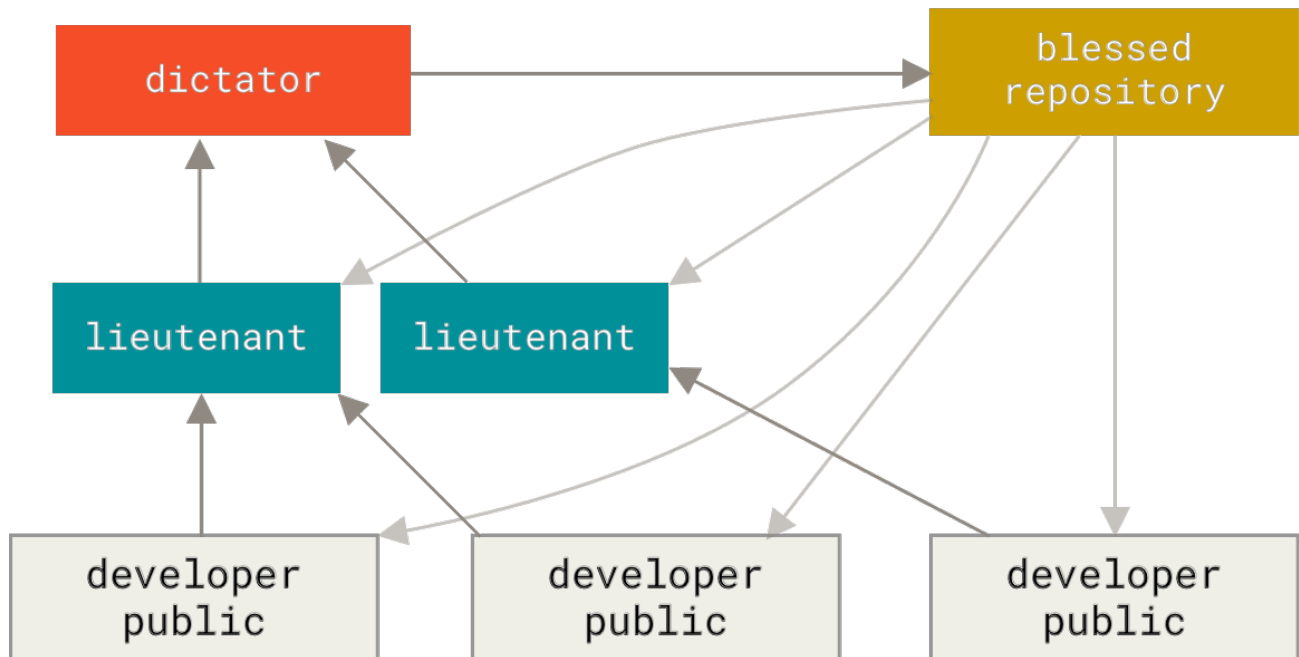 dictator
blessed
repository
lieutenant
lieutenant
developer
public
developer
public
developer
public